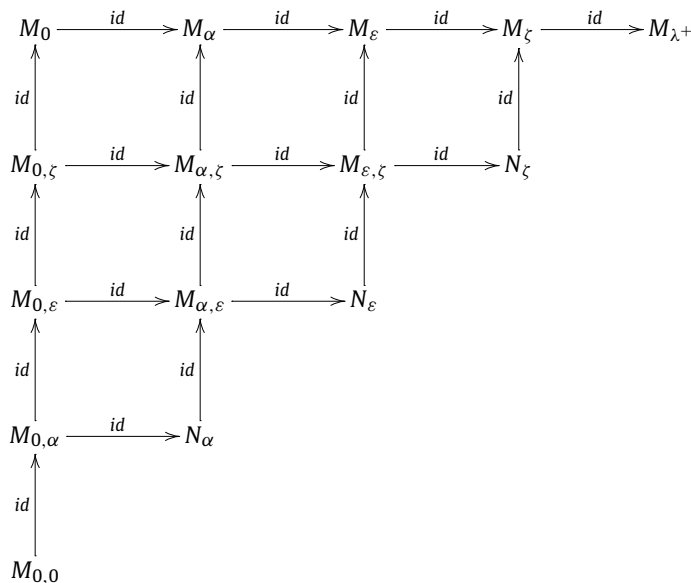 id id id id
M_0 M_α M_ε M_ζ M_{λ^+}
id id id id
id id id
M_{0,ζ} M_{α,ζ} M_{ε,ζ} N_ζ
id id id
id id
M_{0,ε} M_{α,ε} N_ε
id id
id
M_{0,α} N_α
id
M_{0,0}